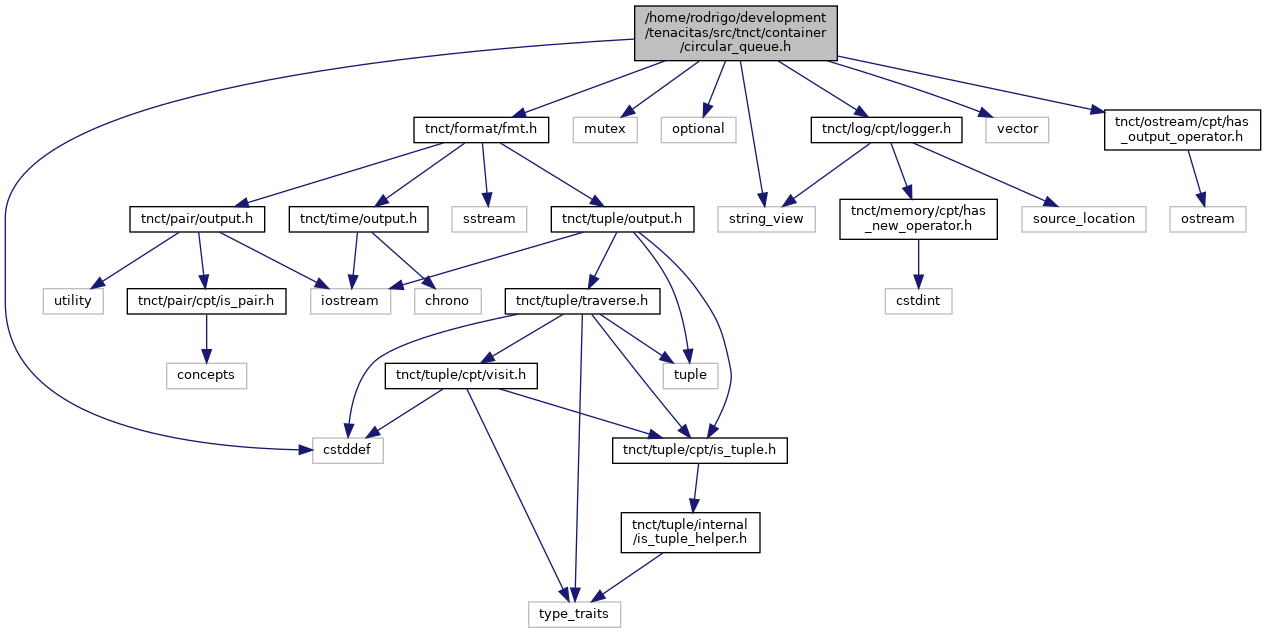 /home/rodrigo/development
/tenacitas/src/tnct/container
/circular_queue.h
tnct/format/fmt.h
mutex
optional
tnct/log/cpt/logger.h
vector
tnct/ostream/cpt/has
_output_operator.h
tnct/pair/output.h
tnct/time/output.h
sstream
tnct/tuple/output.h
string_view
tnct/memory/cpt/has
_new_operator.h
source_location
ostream
utility
tnct/pair/cpt/is_pair.h
iostream
chrono
tnct/tuple/traverse.h
cstdint
concepts
tnct/tuple/cpt/visit.h
tuple
cstddef
tnct/tuple/cpt/is_tuple.h
tnct/tuple/internal
/is_tuple_helper.h
type_traits